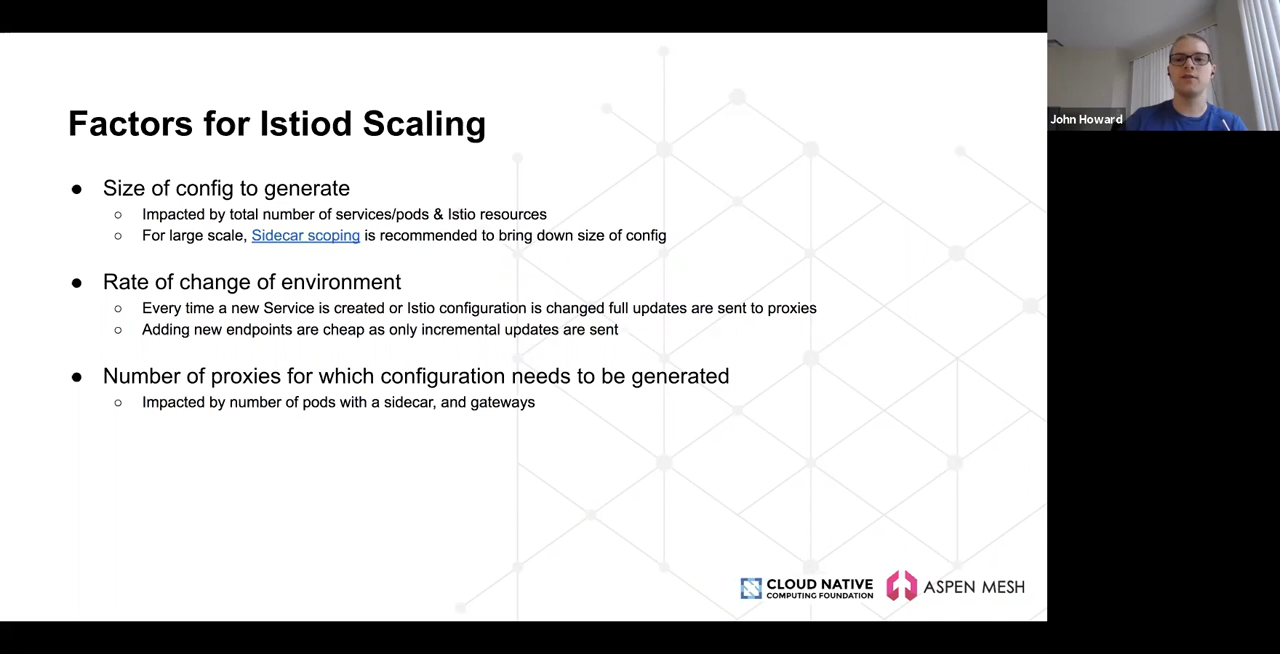 Factors for Istiod Scaling
● Size of config to generate
○ Impacted by total number of services/pods & Istio resources
○ For large scale, Sidecar scoping is recommended to bring down size of config
● Rate of change of environment
○ Every time a new Service is created or Istio configuration is changed full updates are sent to proxies
○ Adding new endpoints are cheap as only incremental updates are sent
● Number of proxies for which configuration needs to be generated
○ Impacted by number of pods with a sidecar, and gateways
CLOUD NATIVE
COMPUTING FOUNDATION
ASPEN MESH
John Howard